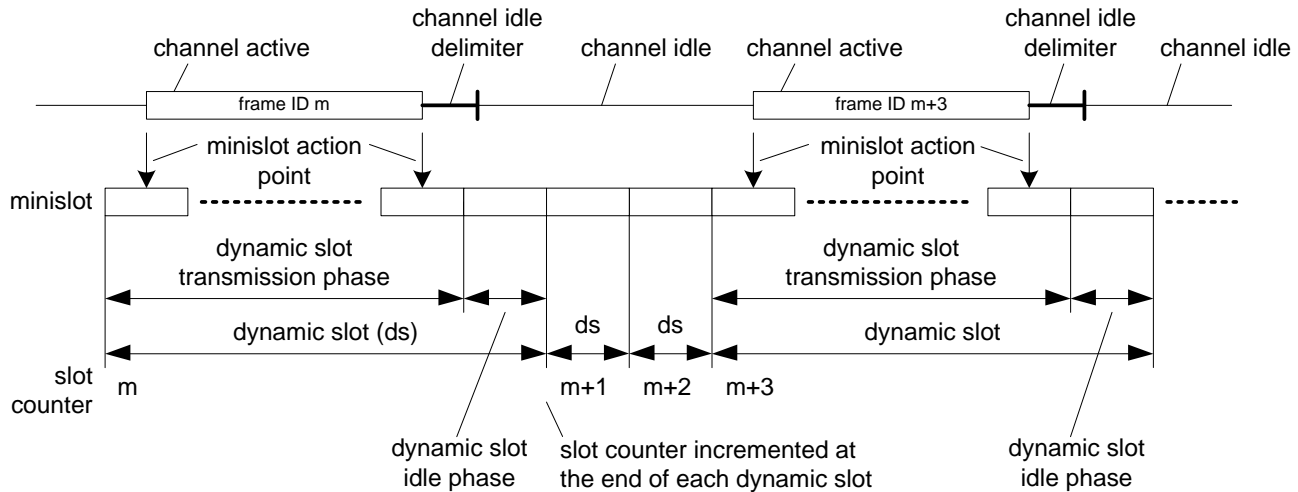 channel active
channel idle
delimiter
channel idle
channel active
channel idle
delimiter
channel idle
frame ID m
frame ID m+3
minislot action
point
minislot action
point
minislot
dynamic slot
transmission phase
dynamic slot
transmission phase
dynamic slot (ds)
ds
ds
dynamic slot
slot
counter
m
m+1
m+2
m+3
dynamic slot
idle phase
slot counter incremented at
the end of each dynamic slot
dynamic slot
idle phase